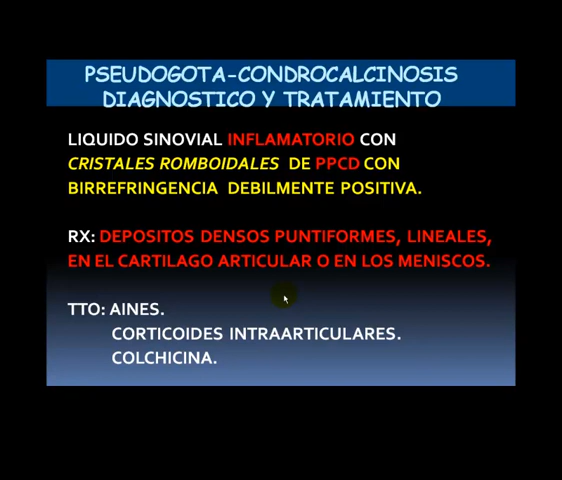 PSEUDOGOTA-CONDROCALCINOSIS
DIAGNOSTICO Y TRATAMIENTO
LIQUIDO SINOVIAL INFLAMATORIO CON
CRISTALES ROMBOIDALES DE PPCD CON
BIRREFRINGENCIA DEBILMENTE POSITIVA.
RX: DEPOSITOS DENSOS PUNTIFORMES, LINEALES,
EN EL CARTILAGO ARTICULAR O EN LOS MENISCOS.
TTO: AINES.
CORTICOIDES INTRAARTICULARES.
COLCHICINA.